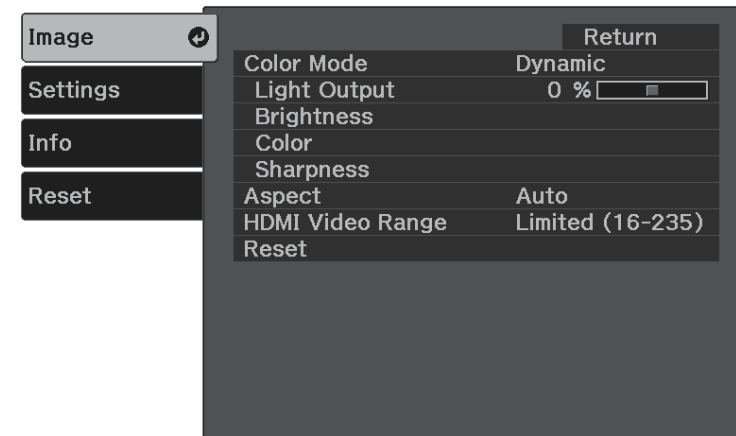 Image
Settings
Info
Reset
Return
Color Mode Dynamic
Light Output 0 %
Brightness
Color
Sharpness
Aspect Auto
HDMI Video Range Limited (16-235)
Reset